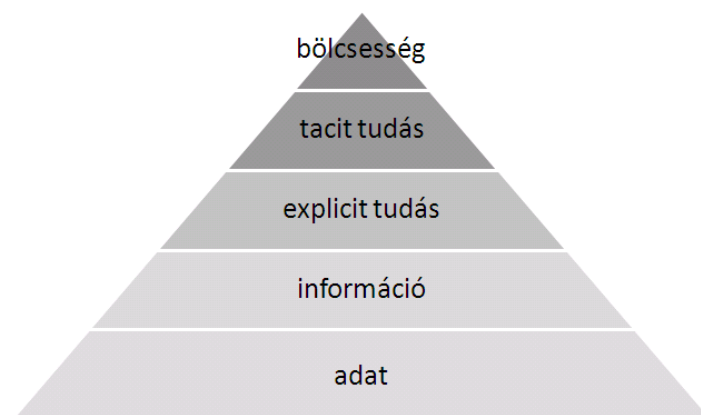 bölcsesség
tacit tudás
explicit tudás
információ
adat